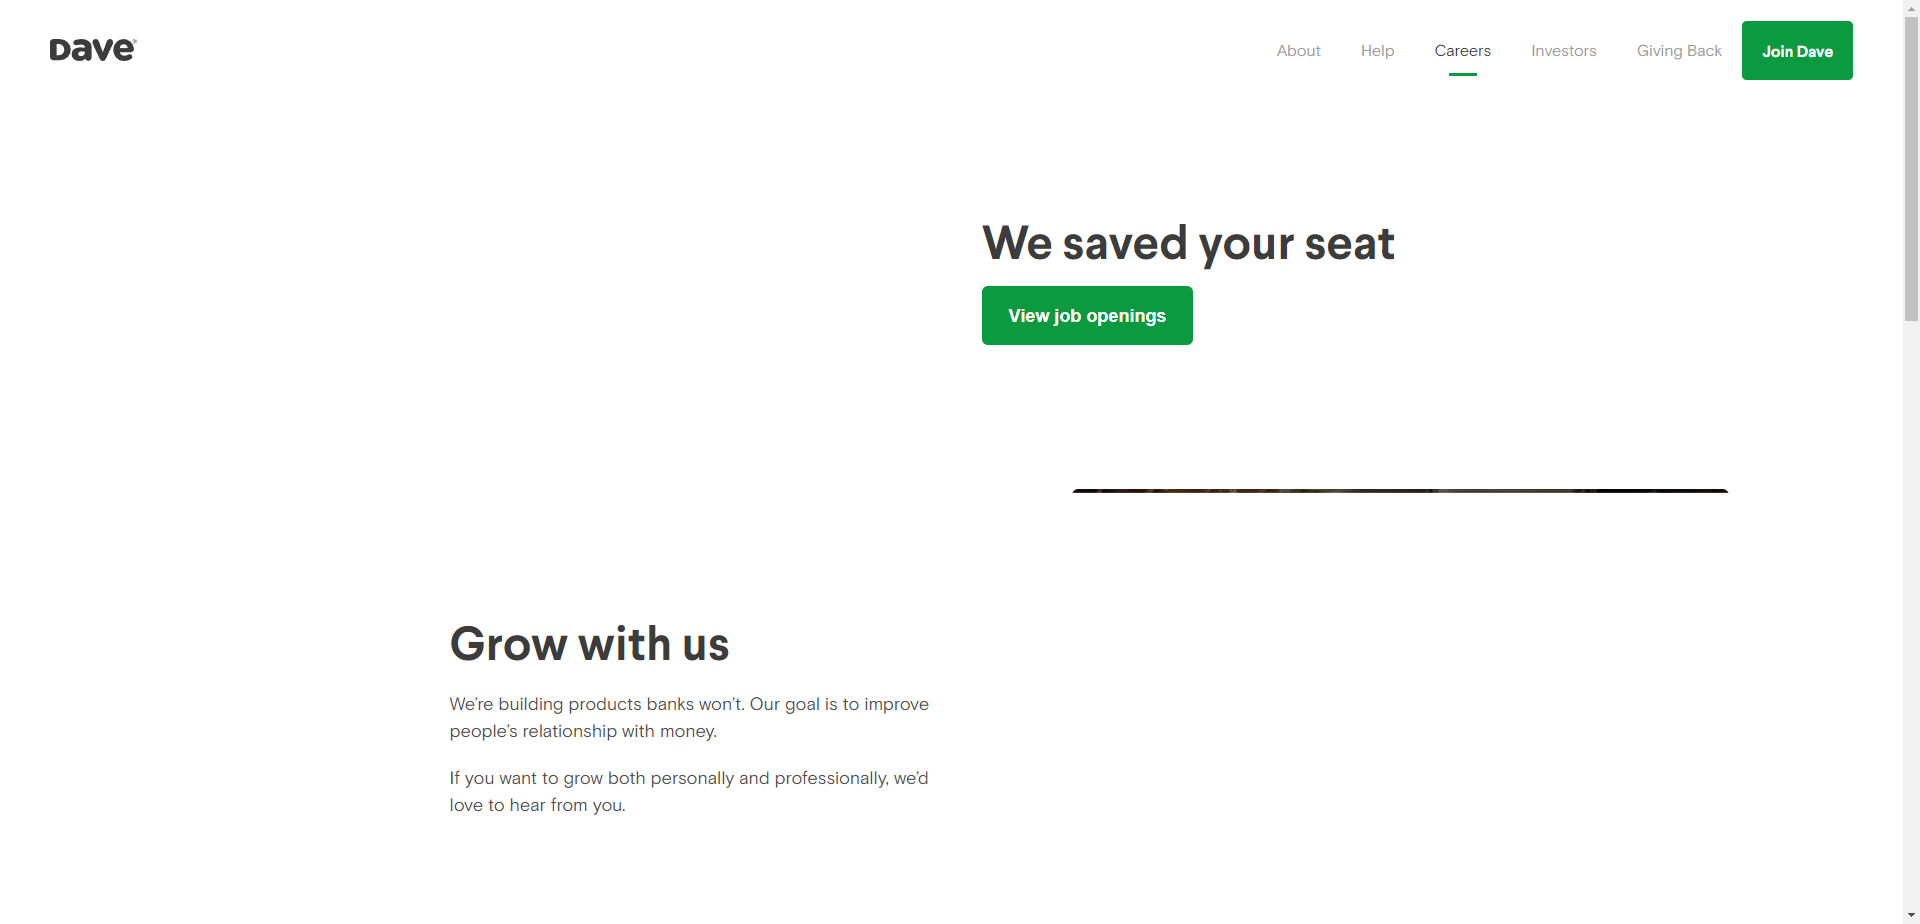 Dave
About
Help
Careers
Investors
Giving Back
Join Dave
We saved your seat
View job openings
Grow with us
We’re building products banks won’t. Our goal is to improve
people’s relationship with money.
If you want to grow both personally and professionally, we’d
love to hear from you.